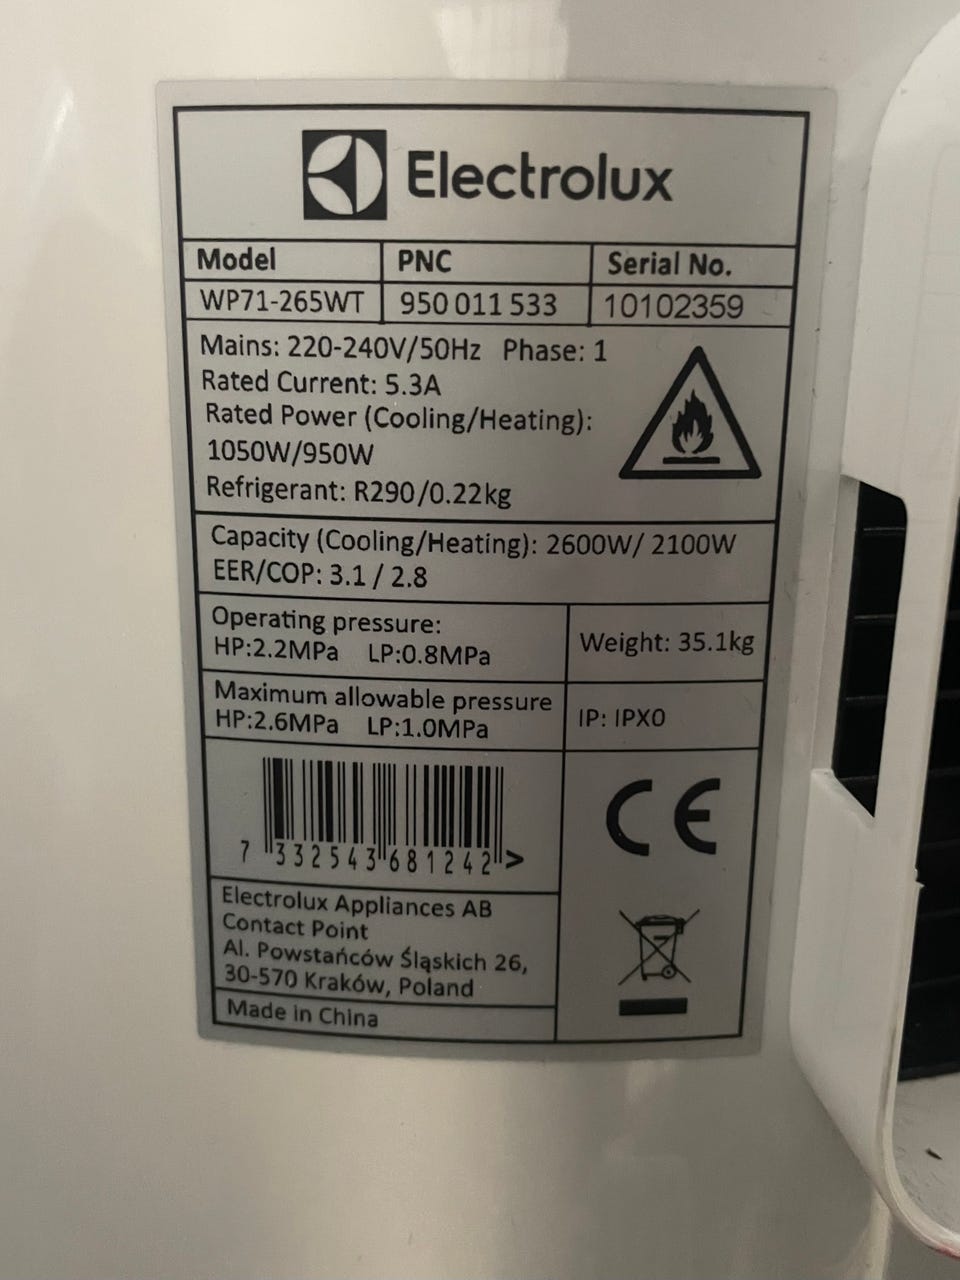 Electrolux
Model PNC Serial No.
WP71-265WT 950 011 533 10102359
Mains: 220-240V/50Hz Phase: 1
Rated Current: 5.3A
Rated Power (Cooling/Heating):
1050W/950W
Refrigerant: R290/0.22kg
Capacity (Cooling/Heating): 2600W/ 2100W
EER/COP: 3.1 / 2.8
Operating pressure:
HP:2.2MPa LP:0.8MPa
Weight: 35.1kg
Maximum allowable pressure
HP:2.6MPa LP:1.0MPa
IP: IPX0
7 332543 681242 >
CE
Electrolux Appliances AB
Contact Point
Al. Powstańców Śląskich 26,
30-570 Kraków, Poland
Made in China